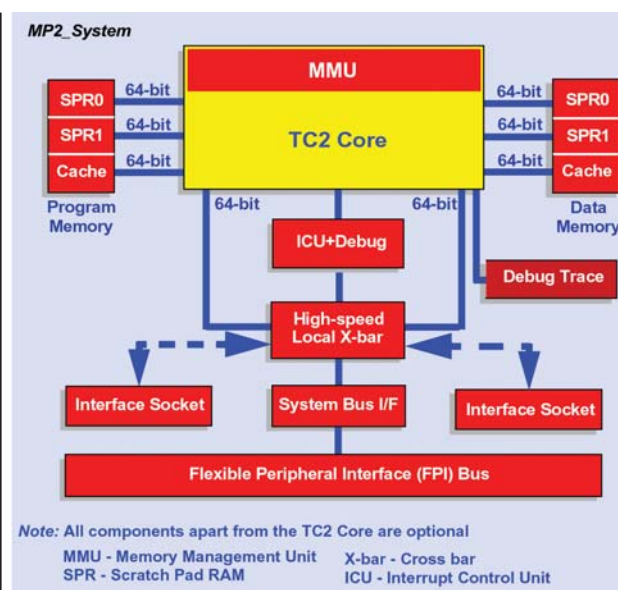 MP2_System
MMU
TC2 Core
SPR0
SPR1
Cache
64-bit
64-bit
64-bit
Program
Memory
64-bit
64-bit
64-bit
SPR0
SPR1
Cache
Data
Memory
64-bit
64-bit
ICU+Debug
Debug Trace
High-speed
Local X-bar
Interface Socket
System Bus I/F
Interface Socket
Flexible Peripheral Interface (FPI) Bus
Note: All components apart from the TC2 Core are optional
MMU - Memory Management Unit
SPR - Scratch Pad RAM
X-bar - Cross bar
ICU - Interrupt Control Unit